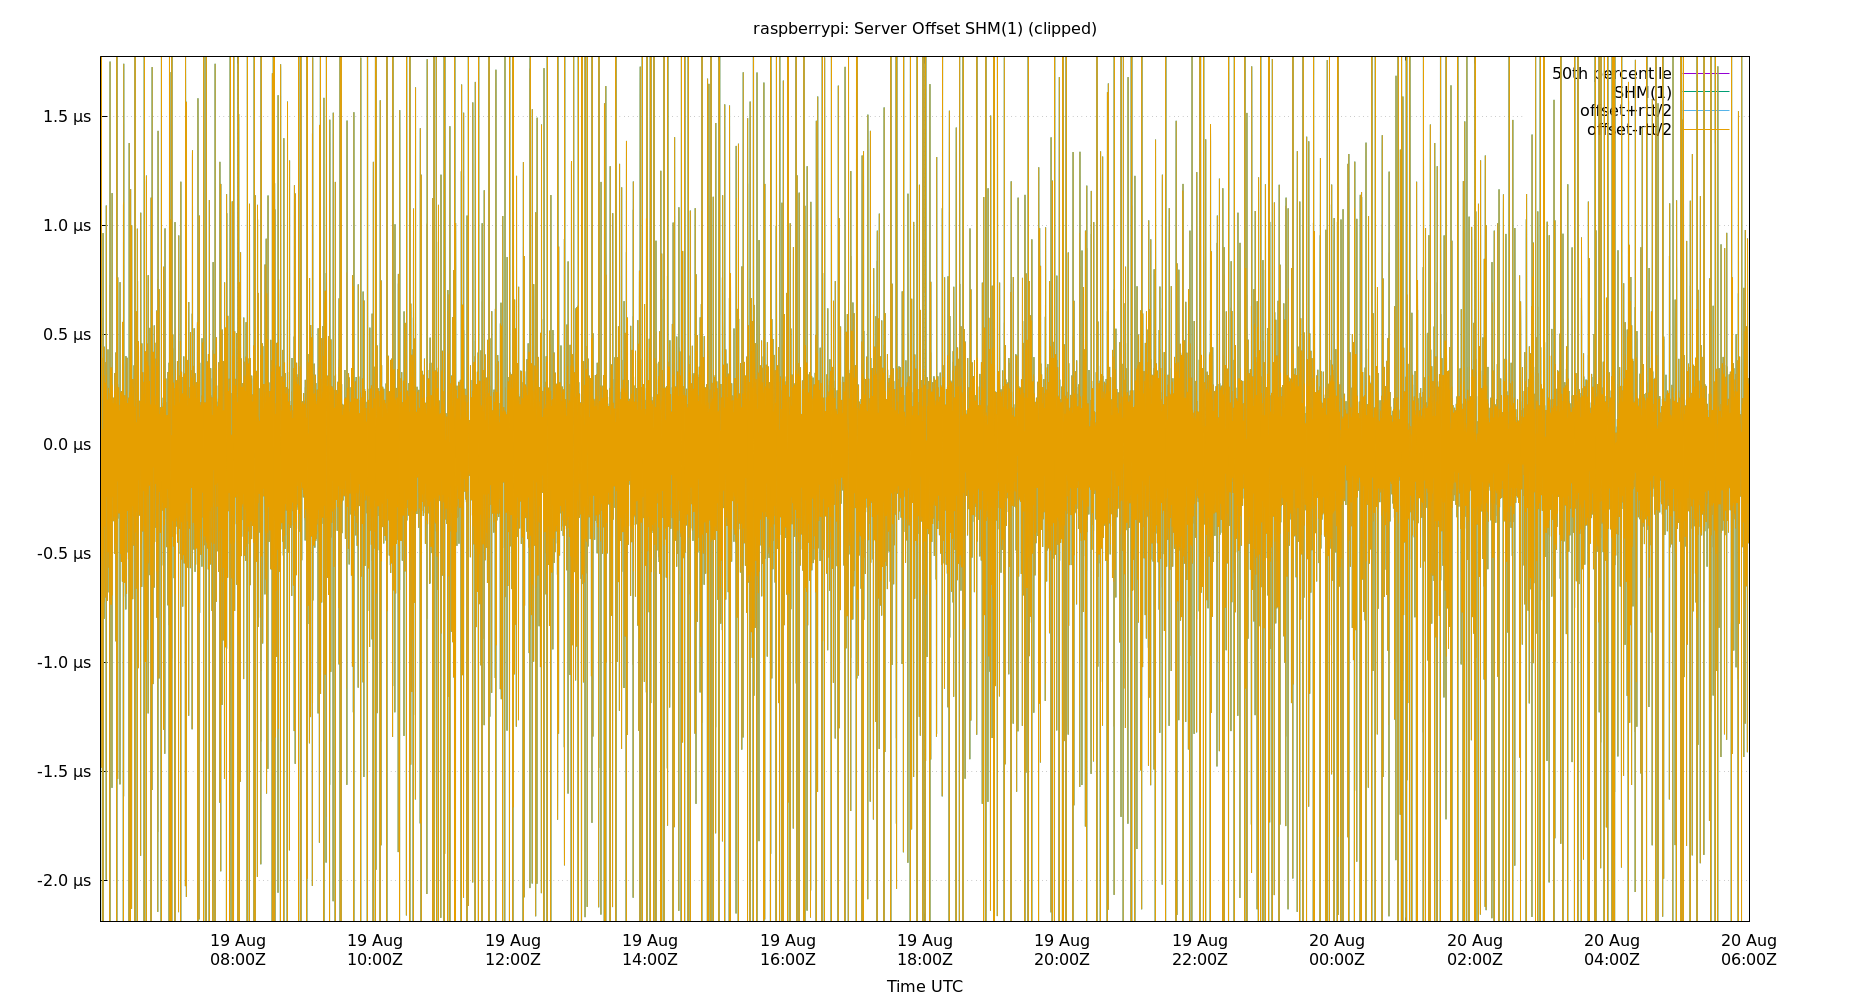 raspberrypi: Server Offset SHM(1) (clipped)
50th percentile
SHM(1)
offset+rtt/2
offset-rtt/2
1.5 µs
1.0 µs
0.5 µs
0.0 µs
-0.5 µs
-1.0 µs
-1.5 µs
-2.0 µs
19 Aug 19 Aug 19 Aug 19 Aug 19 Aug 19 Aug 19 Aug 19 Aug 20 Aug 20 Aug 20 Aug 20 Aug
08:00Z 10:00Z 12:00Z 14:00Z 16:00Z 18:00Z 20:00Z 22:00Z 00:00Z 02:00Z 04:00Z 06:00Z
Time UTC